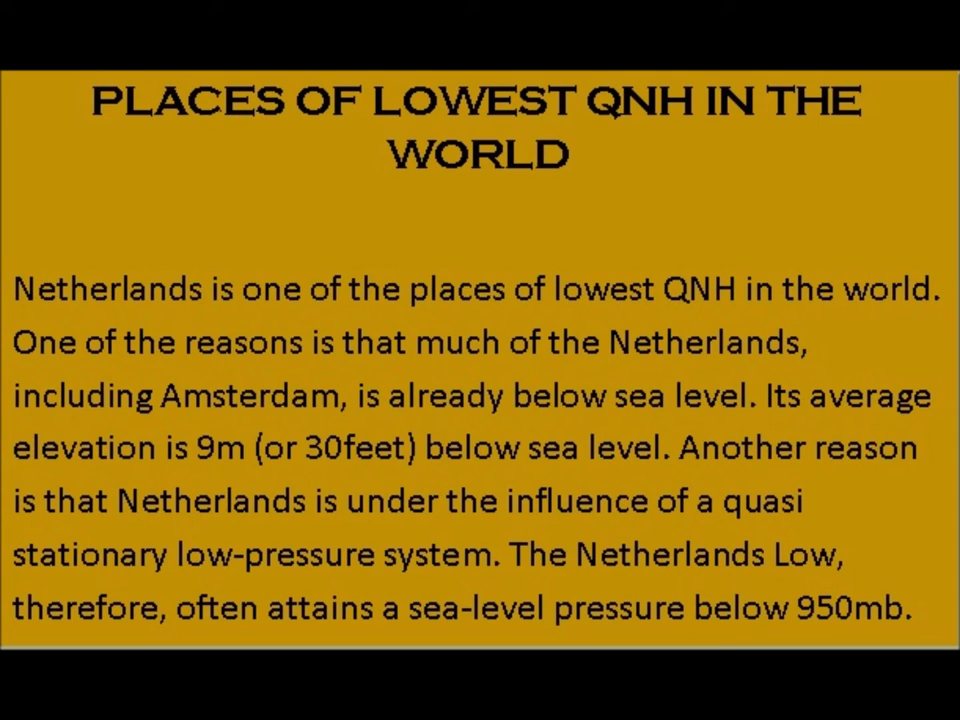 PLACES OF LOWEST QNH IN THE
WORLD
Netherlands is one of the places of lowest QNH in the world.
One of the reasons is that much of the Netherlands,
including Amsterdam, is already below sea level. Its average
elevation is 9m (or 30feet) below sea level. Another reason
is that Netherlands is under the influence of a quasi
stationary low-pressure system. The Netherlands Low,
therefore, often attains a sea-level pressure below 950mb.